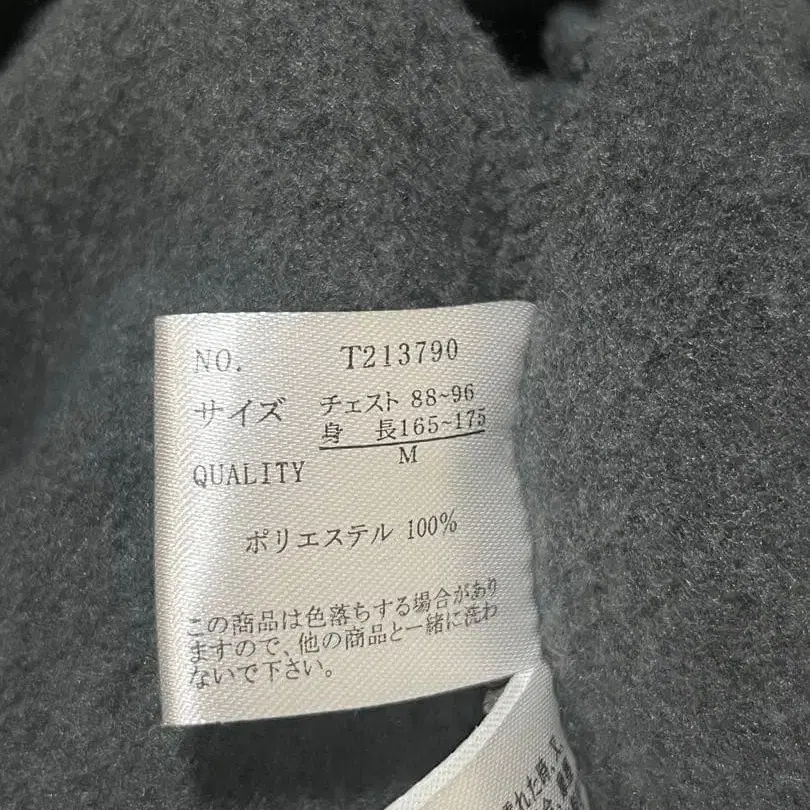 NO. T213790
サイズ チェスト 88~96
身 長165~175
M
QUALITY
ポリエステル 100%
この商品は色落ちする場合があり
ますので、他の商品と一緒に洗わ
ないで下さい。